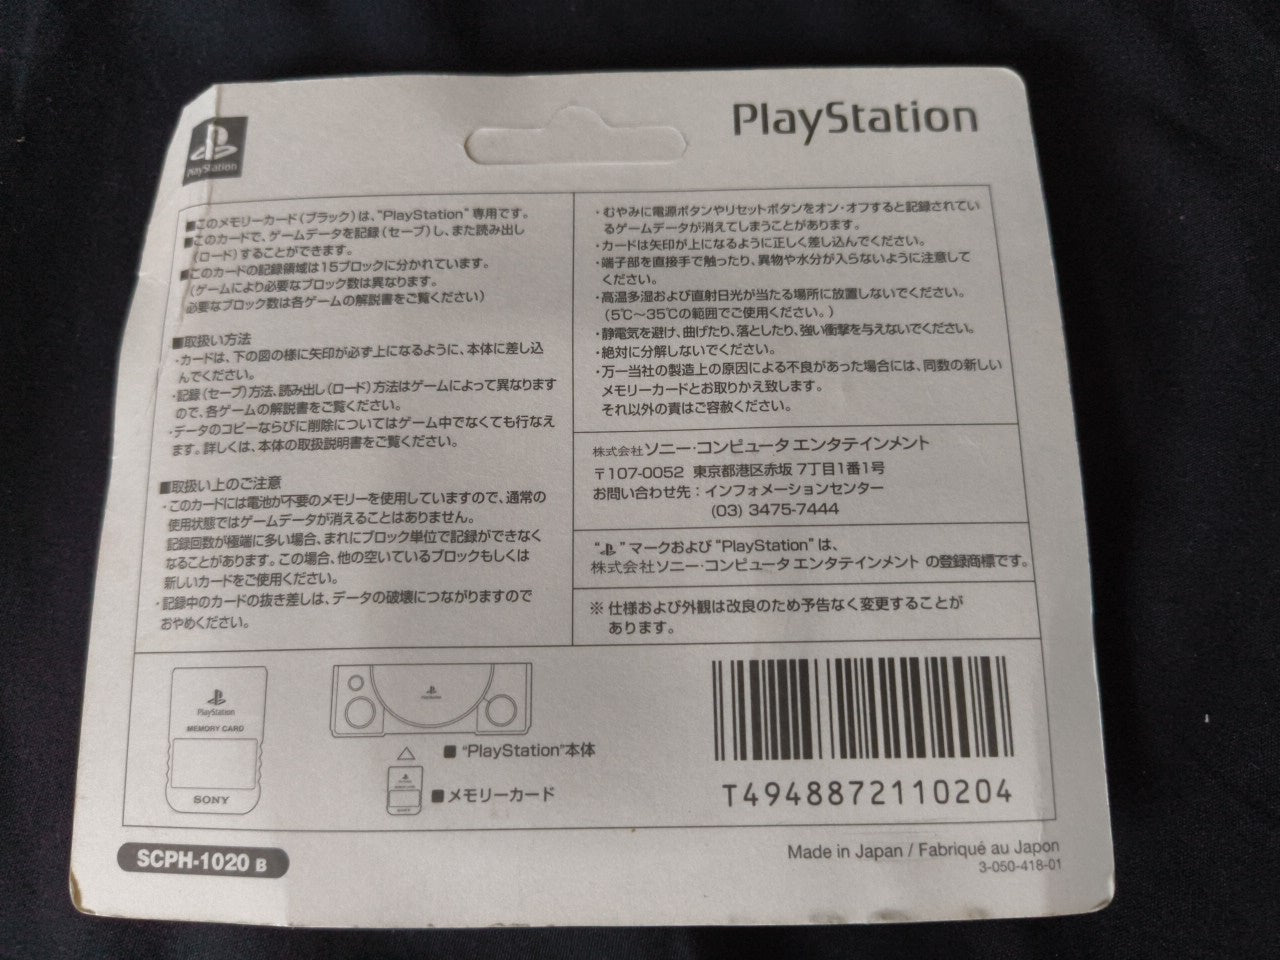 PlayStation
PlayStation
■このメモリーカード(ブラック)は、"PlayStation"専用です。
■このカードで、ゲームデータを記録(セーブ)し、また読み出し
(ロード)することができます。
■このカードの記録領域は15ブロックに分かれています。
(ゲームにより必要なブロック数は異なります。
必要なブロック数は各ゲームの解説書をご覧ください)
■取扱い方法
・カードは、下の図の様に矢印が必ず上になるように、本体に差し込
んでください。
・記録(セーブ)方法、読み出し(ロード)方法はゲームによって異なります
ので、各ゲームの解説書をご覧ください。
・データのコピーならびに削除についてはゲーム中でなくても行なえ
ます。詳しくは、本体の取扱説明書をご覧ください。
■取扱い上のご注意
・このカードには電池が不要のメモリーを使用していますので、通常の
使用状態ではゲームデータが消えることはありません。
記録回数が極端に多い場合、まれにブロック単位で記録ができなく
なることがあります。この場合、他の空いているブロックもしくは
新しいカードをご使用ください。
・記録中のカードの抜き差しは、データの破壊につながりますので
おやめください。
・むやみに電源ボタンやリセットボタンをオン・オフすると記録されてい
るゲームデータが消えてしまうことがあります。
・カードは矢印が上になるように正しく差し込んでください。
・端子部を直接手で触ったり、異物や水分が入らないように注意して
ください。
・高温多湿および直射日光が当たる場所に放置しないでください。
(5℃〜35℃の範囲でご使用ください。)
・静電気を避け、曲げたり、落としたり、強い衝撃を与えないでください。
・絶対に分解しないでください。
・万一当社の製造上の原因による不良があった場合には、同数の新しい
メモリーカードとお取りかえ致します。
それ以外の責はご容赦ください。
株式会社ソニー・コンピュータエンタテインメント
〒107-0052 東京都港区赤坂7丁目1番1号
お問い合わせ先：インフォメーションセンター
(03) 3475-7444
" "マークおよび"PlayStation"は、
株式会社ソニー・コンピュータエンタテインメント の登録商標です。
※仕様および外観は改良のため予告なく変更することが
あります。
PlayStation
MEMORY CARD
SONY
■"PlayStation"本体
■メモリーカード
T4948872110204
SCPH-1020 B
Made in Japan / Fabriqué au Japon
3-050-418-01